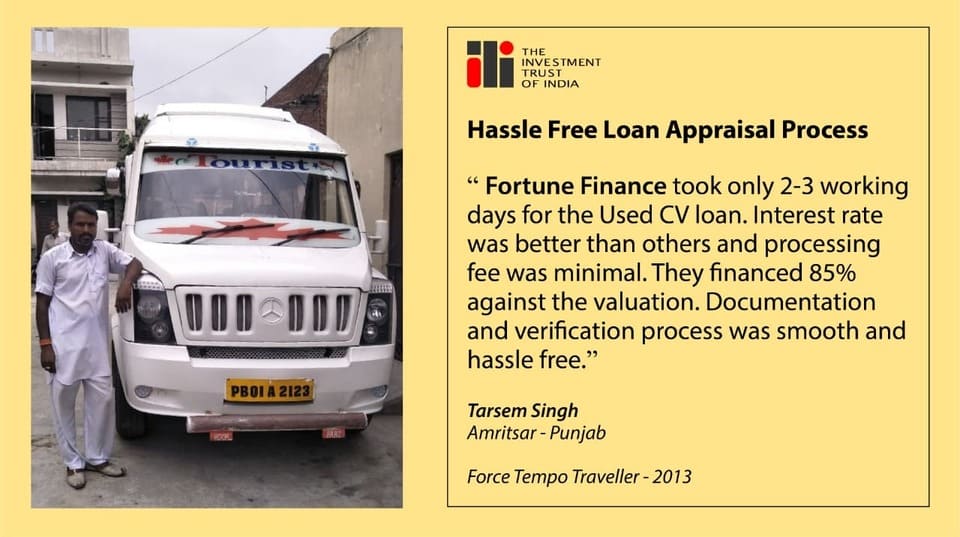 Tourist
PB01 A 2123
THE
INVESTMENT
TRUST
OF INDIA
Hassle Free Loan Appraisal Process
“ Fortune Finance took only 2-3 working
days for the Used CV loan. Interest rate
was better than others and processing
fee was minimal. They financed 85%
against the valuation. Documentation
and verification process was smooth and
hassle free.”
Tarsem Singh
Amritsar - Punjab
Force Tempo Traveller - 2013